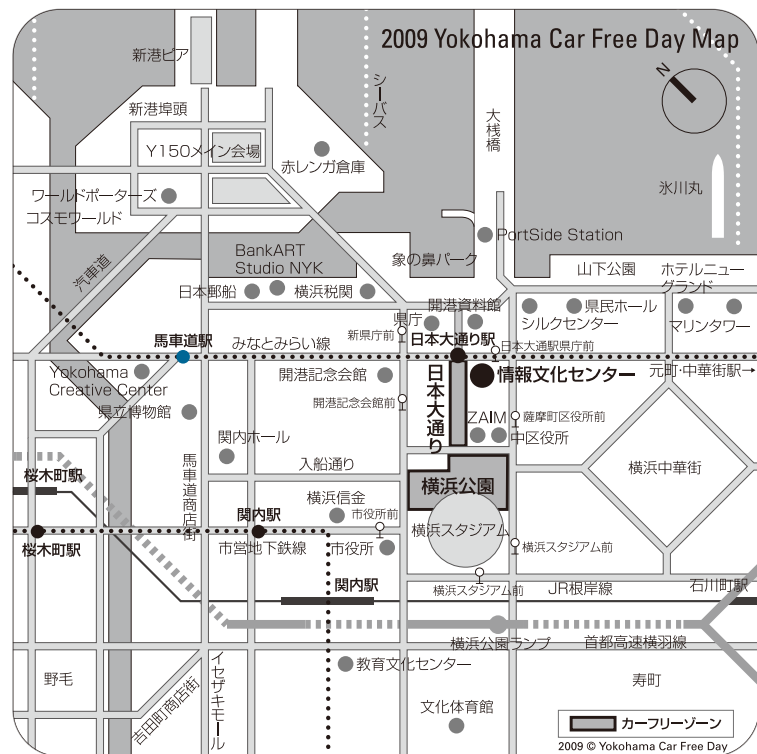 2009 Yokohama Car Free Day Map
新港ピア
シーバス
大桟橋
N
新港埠頭
Y150メイン会場
赤レンガ倉庫
氷川丸
ワールドポーターズ
コスモワールド
汽車道
BankART
Studio NYK
象の鼻パーク
PortSide Station
山下公園
ホテルニュー
グランド
日本郵船
横浜税関
開港資料館
県庁
シルクセンター
県民ホール
マリンタワー
新県庁前
馬車道駅
みなとみらい線
日本大通り駅
日本大通駅県庁前
Yokohama
Creative Center
開港記念会館
日本大通り
情報文化センター
元町・中華街駅→
県立博物館
開港記念会館前
ZAIM
薩摩町区役所前
中区役所
関内ホール
馬車道商店街
入船通り
横浜中華街
桜木町駅
横浜公園
横浜信金
市役所前
関内駅
横浜スタジアム
桜木町駅
市営地下鉄線
市役所
横浜スタジアム前
関内駅
横浜スタジアム前
JR根岸線
石川町駅
横浜公園ランプ
首都高速横羽線
野毛
吉田町商店街
イセザキモール
教育文化センター
寿町
文化体育館
カーフリーゾーン
2009 © Yokohama Car Free Day